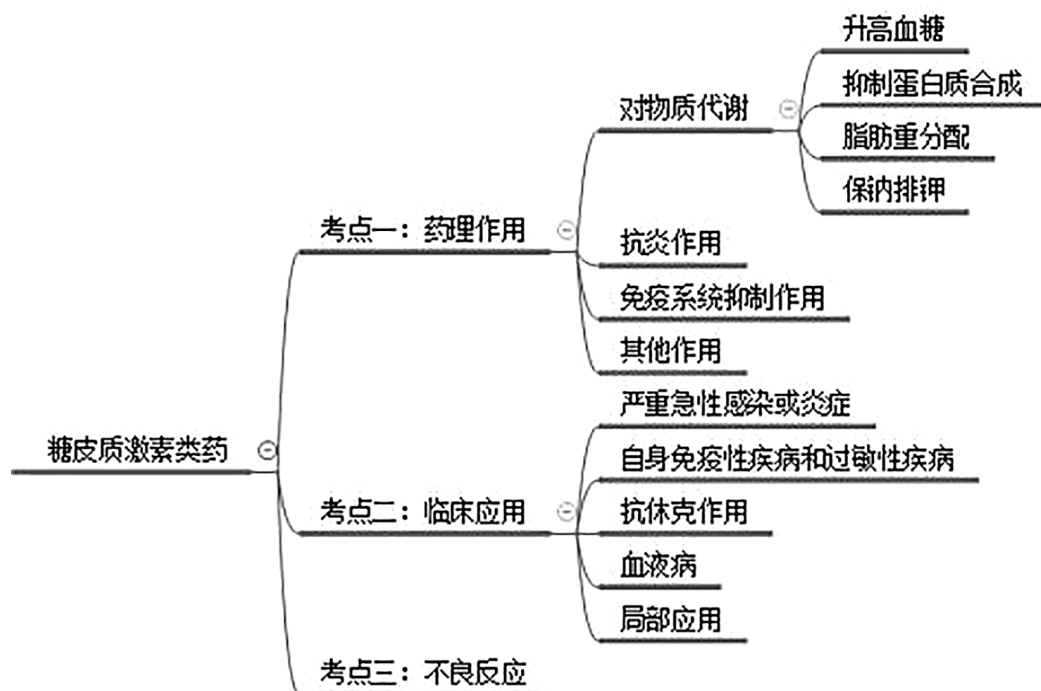 糖皮质激素类药
考点一：药理作用
对物质代谢
升高血糖
抑制蛋白质合成
脂肪重分配
保钠排钾
抗炎作用
免疫系统抑制作用
其他作用
考点二：临床应用
严重急性感染或炎症
自身免疫性疾病和过敏性疾病
抗休克作用
血液病
局部应用
考点三：不良反应